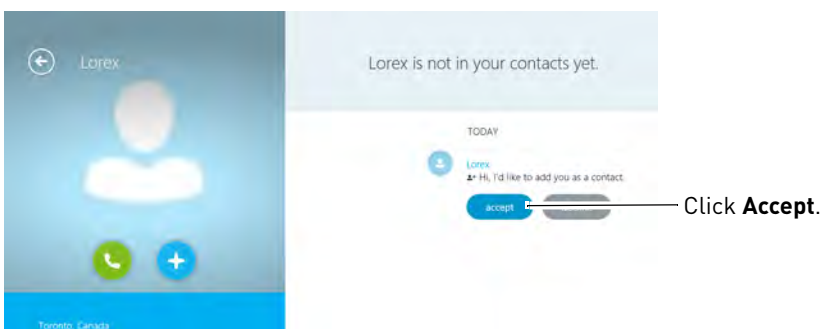 Lorex
Lorex is not in your contacts yet.
TODAY
Lorex
Hi, I'd like to add you as a contact.
accept
Click Accept.
Toronto, Canada